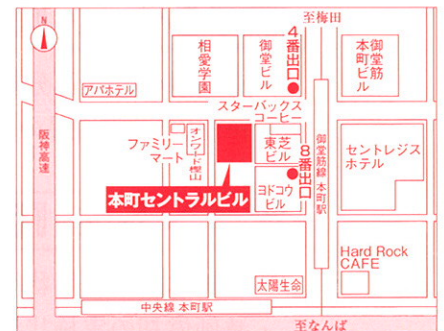 至梅田
N
相愛学園
御堂ビル
4番出口
御堂筋本町ビル
アパホテル
スターバックス
コーヒー
阪神高速
ファミリー
マート
オンワード樫山
東芝
ビル
8番出口
御堂筋線 本町駅
セントレジス
ホテル
本町セントラルビル
ヨドコウ
ビル
Hard Rock
CAFE
太陽生命
中央線 本町駅
至なんば